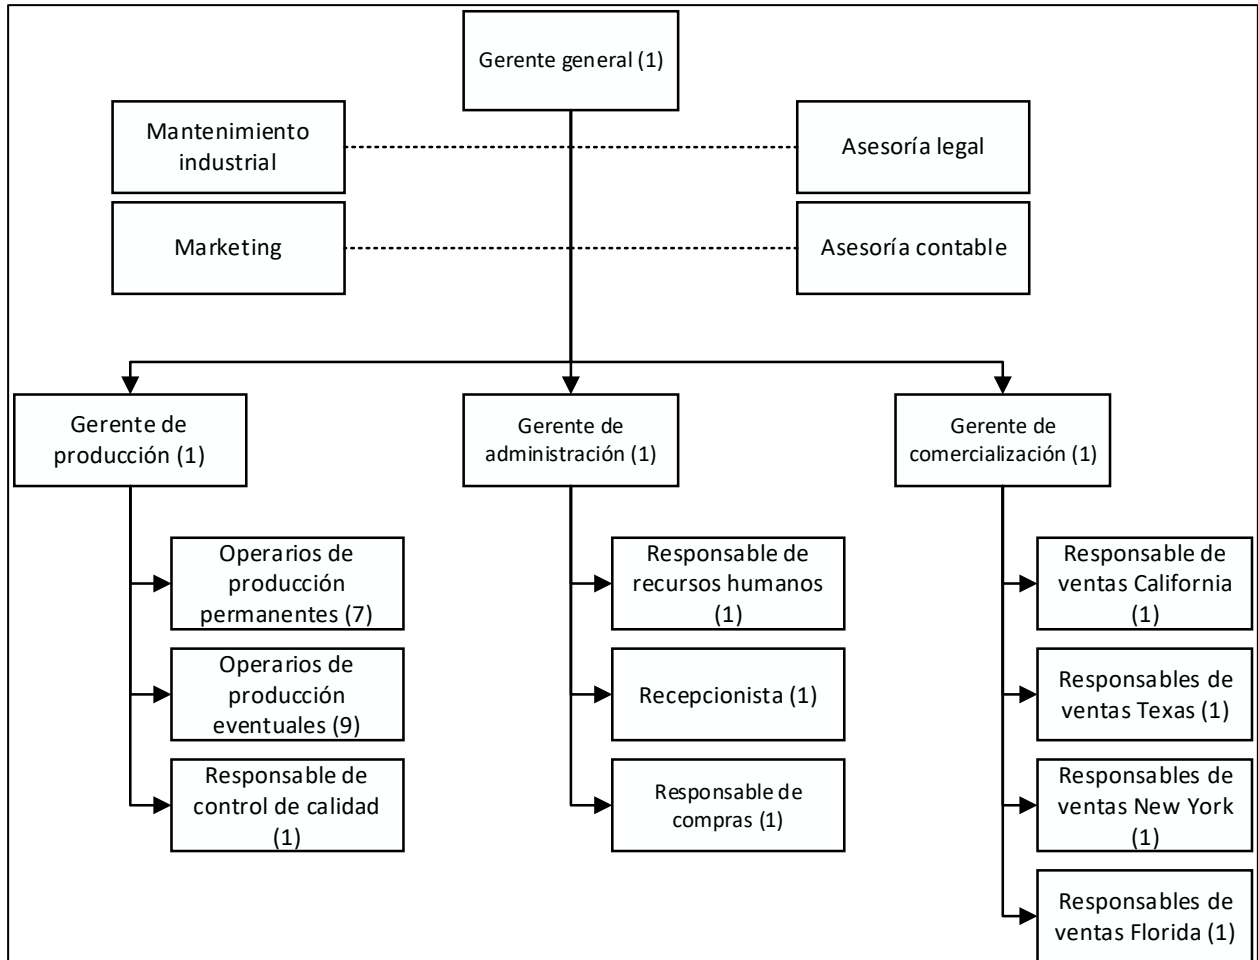 Gerente general (1)
Mantenimiento
industrial
Asesoría legal
Marketing
Asesoría contable
Gerente de
producción (1)
Gerente de
administración (1)
Gerente de
comercialización (1)
Operarios de
producción
permanentes (7)
Responsable de
recursos humanos
(1)
Responsable de
ventas California
(1)
Operarios de
producción
eventuales (9)
Recepcionista (1)
Responsables de
ventas Texas (1)
Responsable de
control de calidad
(1)
Responsable de
compras (1)
Responsables de
ventas New York
(1)
Responsables de
ventas Florida (1)